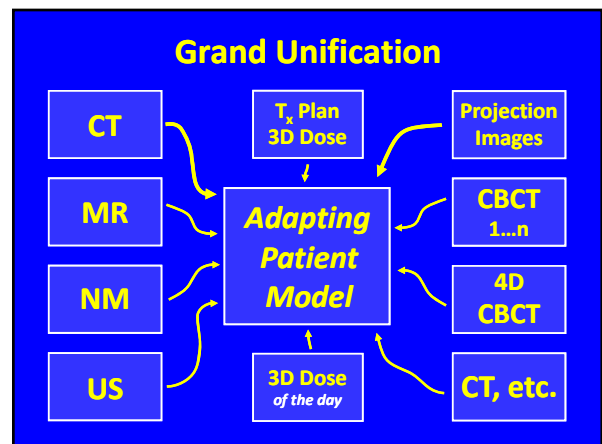 Grand Unification
CT
MR
NM
US
Tₓ Plan
3D Dose
Adapting
Patient
Model
3D Dose
of the day
Projection
Images
CBCT
1...n
4D
CBCT
CT, etc.